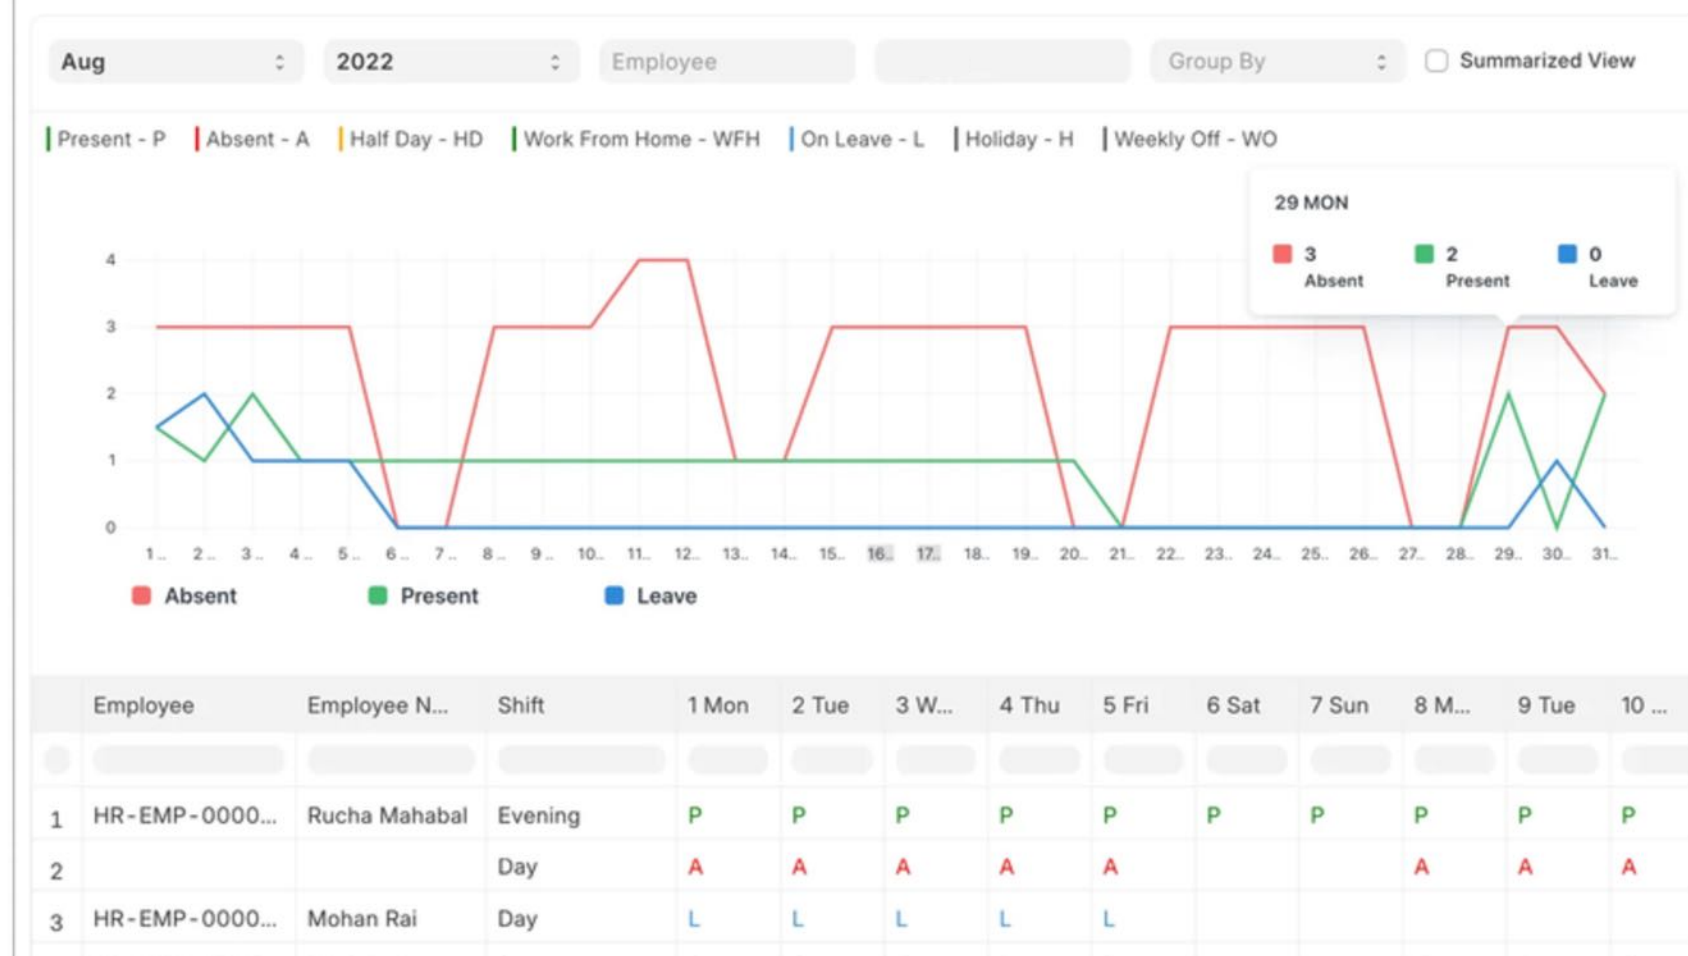 Aug 2022 Employee Group By Summarized View
Present - P Absent - A Half Day - HD Work From Home - WFH On Leave - L Holiday - H Weekly Off - WO
29 MON
3 2 0
Absent Present Leave
4
3
2
1
0
1 .. 2 .. 3 .. 4 .. 5 .. 6 .. 7 .. 8 .. 9 .. 10.. 11.. 12.. 13.. 14.. 15.. 16.. 17.. 18.. 19.. 20.. 21.. 22.. 23.. 24.. 25.. 26.. 27.. 28.. 29.. 30.. 31..
Absent Present Leave
Employee Employee N... Shift 1 Mon 2 Tue 3 W... 4 Thu 5 Fri 6 Sat 7 Sun 8 M... 9 Tue 10 ...
1 HR-EMP-0000... Rucha Mahabal Evening P P P P P P P P P P
2 Day A A A A A A A A
3 HR-EMP-0000... Mohan Rai Day L L L L L